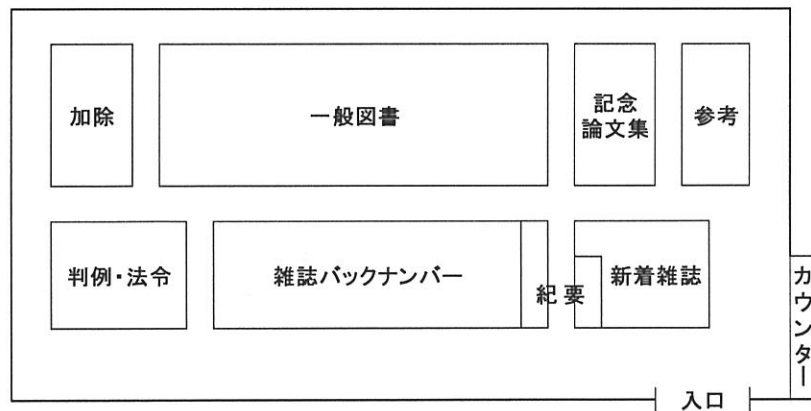 加除
一般図書
記念
論文集
参考
判例・法令
雑誌バックナンバー
紀要
新着雑誌
カウンター
入口